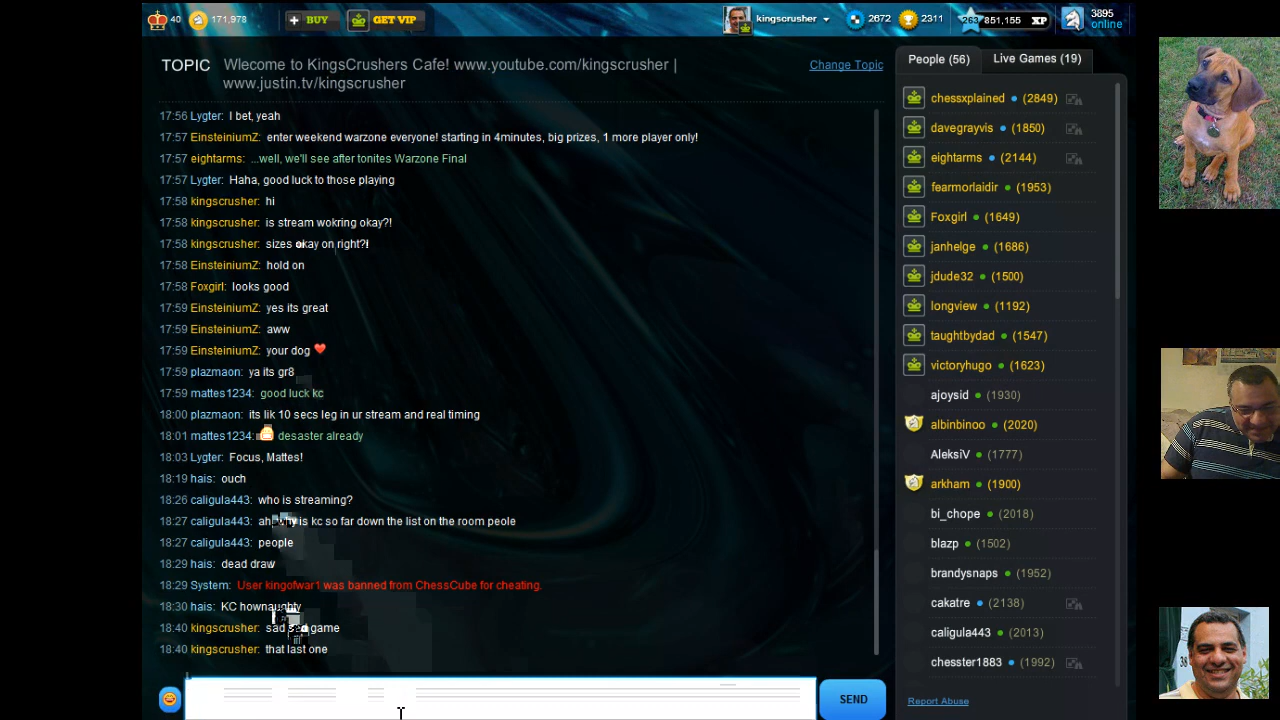 40 171,978 + BUY GET VIP kingscrusher 2672 2311 263 851,155 XP 3895
online
TOPIC Wlecome to KingsCrushers Cafe! www.youtube.com/kingscrusher |
www.justin.tv/kingscrusher
Change Topic
17:56 Lygter: I bet, yeah
17:57 EinsteiniumZ: enter weekend warzone everyone! starting in 4minutes, big prizes, 1 more player only!
17:57 eightarms: ...well, we'll see after tonites Warzone Final
17:57 Lygter: Haha, good luck to those playing
17:58 kingscrusher: hi
17:58 kingscrusher: is stream wokring okay?!
17:58 kingscrusher: sizes okay on right?!
17:58 EinsteiniumZ: hold on
17:58 Foxgirl: looks good
17:59 EinsteiniumZ: yes its great
17:59 EinsteiniumZ: aww
17:59 EinsteiniumZ: your dog ❤
17:59 plazmaon: ya its gr8
17:59 mattes1234: good luck kc
18:00 plazmaon: its lik 10 secs leg in ur stream and real timing
18:01 mattes1234: desaster already
18:03 Lygter: Focus, Mattes!
18:19 hais: ouch
18:26 caligula443: who is streaming?
18:27 caligula443: ah why is kc so far down the list on the room peole
18:27 caligula443: people
18:29 hais: dead draw
18:29 System: User kingofwar1 was banned from ChessCube for cheating.
18:30 hais: KC hownaughty
18:40 kingscrusher: sad game
18:40 kingscrusher: that last one
SEND
People (56) Live Games (19)
chessxplained (2849)
davegrayvis (1850)
eightarms (2144)
fearmorlaidir (1953)
Foxgirl (1649)
janhelge (1686)
jdude32 (1500)
longview (1192)
taughtbydad (1547)
victoryhugo (1623)
ajoysid (1930)
albinbinoo (2020)
AleksiV (1777)
arkham (1900)
bi_chope (2018)
blazp (1502)
brandysnaps (1952)
cakatre (2138)
caligula443 (2013)
chesster1883 (1992)
Report Abuse
38